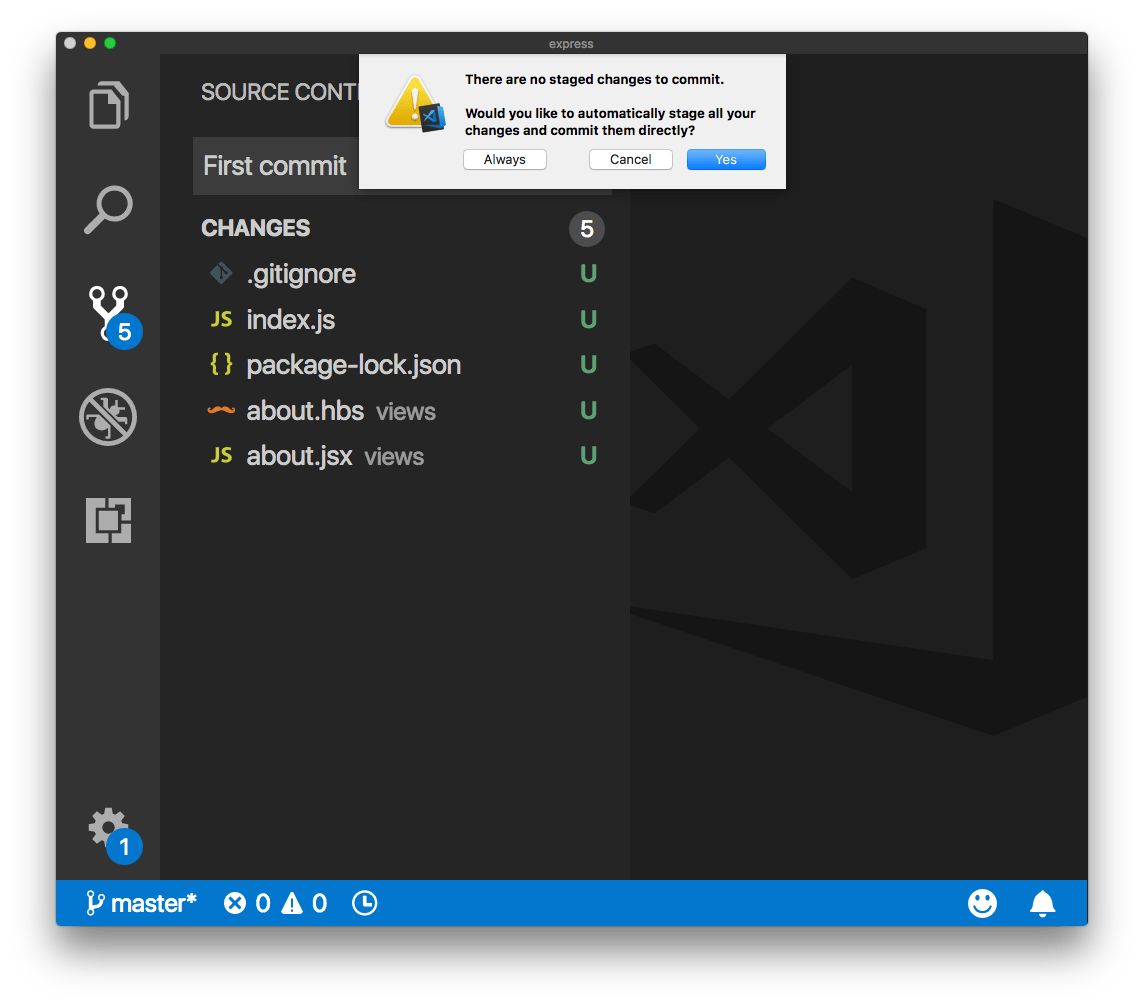 express
SOURCE CONT
There are no staged changes to commit.
Would you like to automatically stage all your
changes and commit them directly?
Always Cancel Yes
First commit
CHANGES 5
.gitignore U
JS index.js U
5
{} package-lock.json U
about.hbs views U
JS about.jsx views U
1
master* 0 0